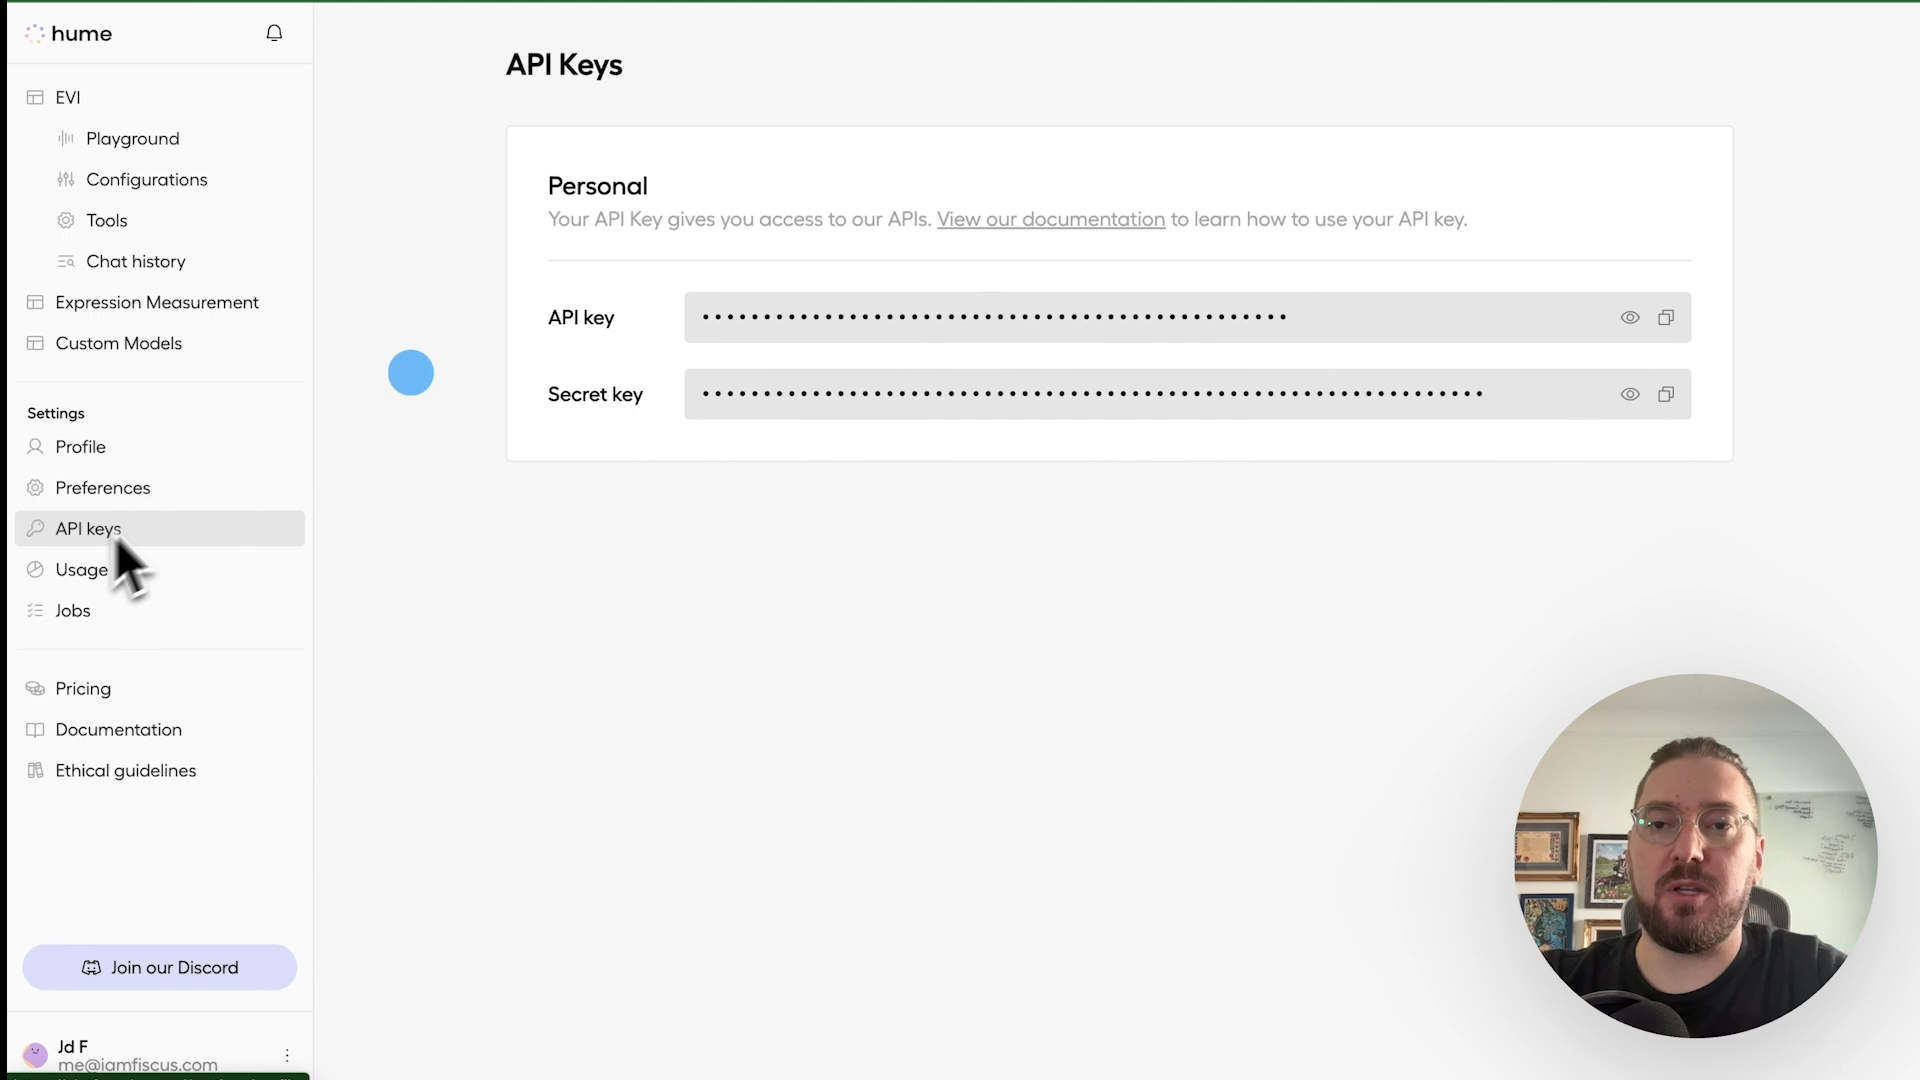 hume
EVI
Playground
Configurations
Tools
Chat history
Expression Measurement
Custom Models
Settings
Profile
Preferences
API keys
Usage
Jobs
Pricing
Documentation
Ethical guidelines
Join our Discord
Jd F
me@iamfiscus.com
API Keys
Personal
Your API Key gives you access to our APIs. View our documentation to learn how to use your API key.
API key
Secret key